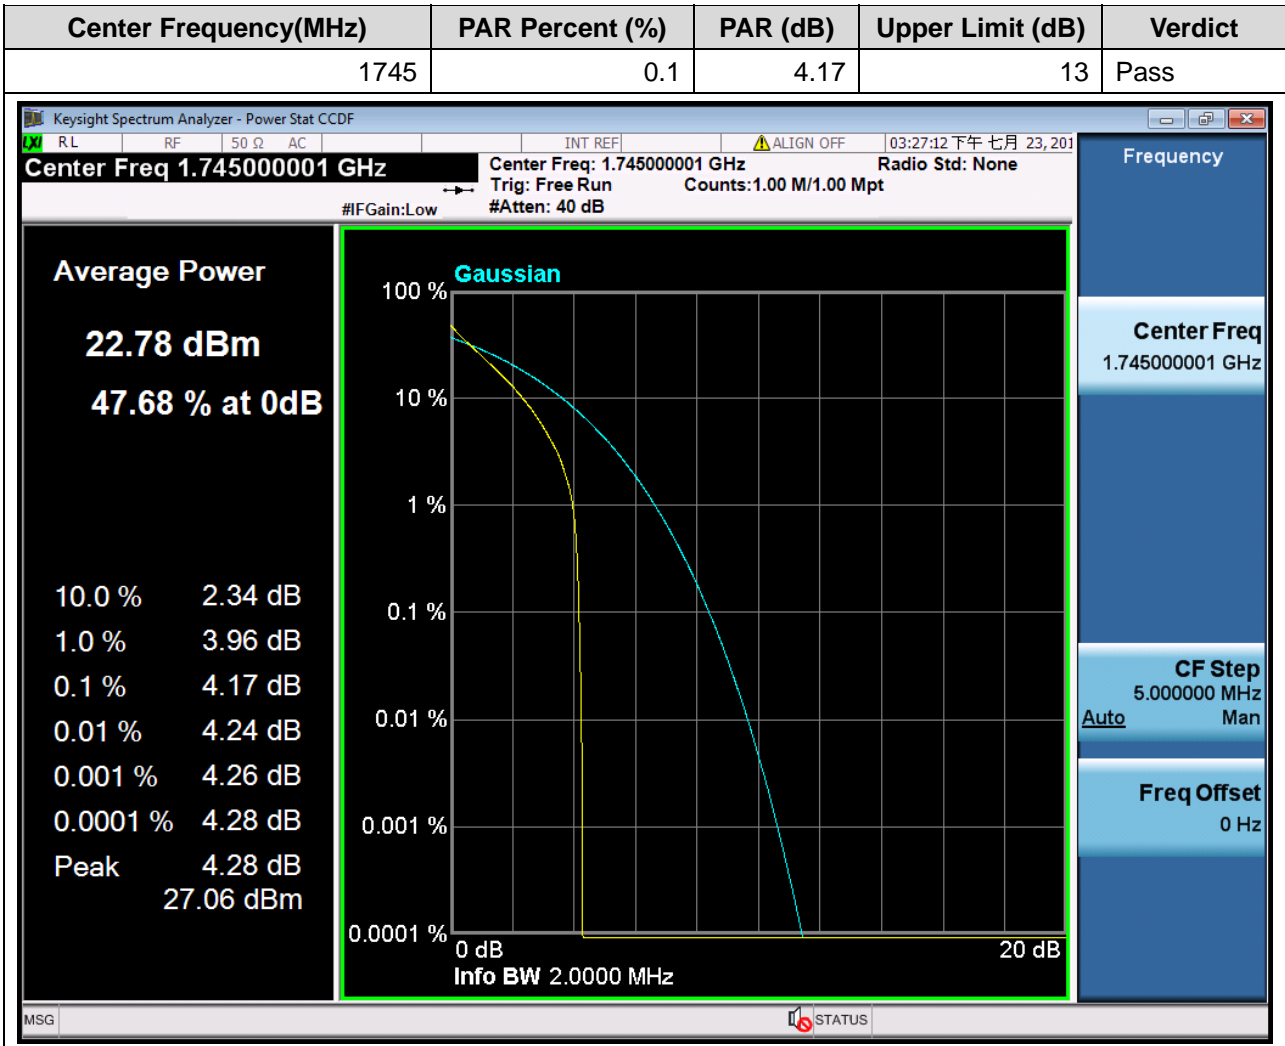 Center Frequency(MHz) PAR Percent (%) PAR (dB) Upper Limit (dB) Verdict
1745 0.1 4.17 13 Pass
Keysight Spectrum Analyzer - Power Stat CCDF
LXI RL RF 50 Ω AC INT REF ALIGN OFF 03:27:12 下午 七月 23, 201
Center Freq 1.745000001 GHz
#IFGain:Low
Center Freq: 1.745000001 GHz Radio Std: None
Trig: Free Run Counts:1.00 M/1.00 Mpt
#Atten: 40 dB
Average Power
22.78 dBm
47.68 % at 0dB
10.0 % 2.34 dB
1.0 % 3.96 dB
0.1 % 4.17 dB
0.01 % 4.24 dB
0.001 % 4.26 dB
0.0001 % 4.28 dB
Peak 4.28 dB
27.06 dBm
Gaussian
100 %
10 %
1 %
0.1 %
0.01 %
0.001 %
0.0001 %
0 dB 20 dB
Info BW 2.0000 MHz
Frequency
Center Freq
1.745000001 GHz
CF Step
5.000000 MHz
Auto Man
Freq Offset
0 Hz
MSG STATUS